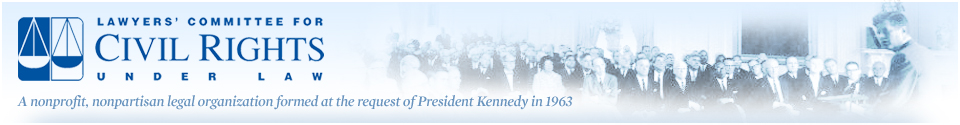 LAWYERS' COMMITTEE FOR
CIVIL RIGHTS
UNDER LAW
A nonprofit, nonpartisan legal organization formed at the request of President Kennedy in 1963